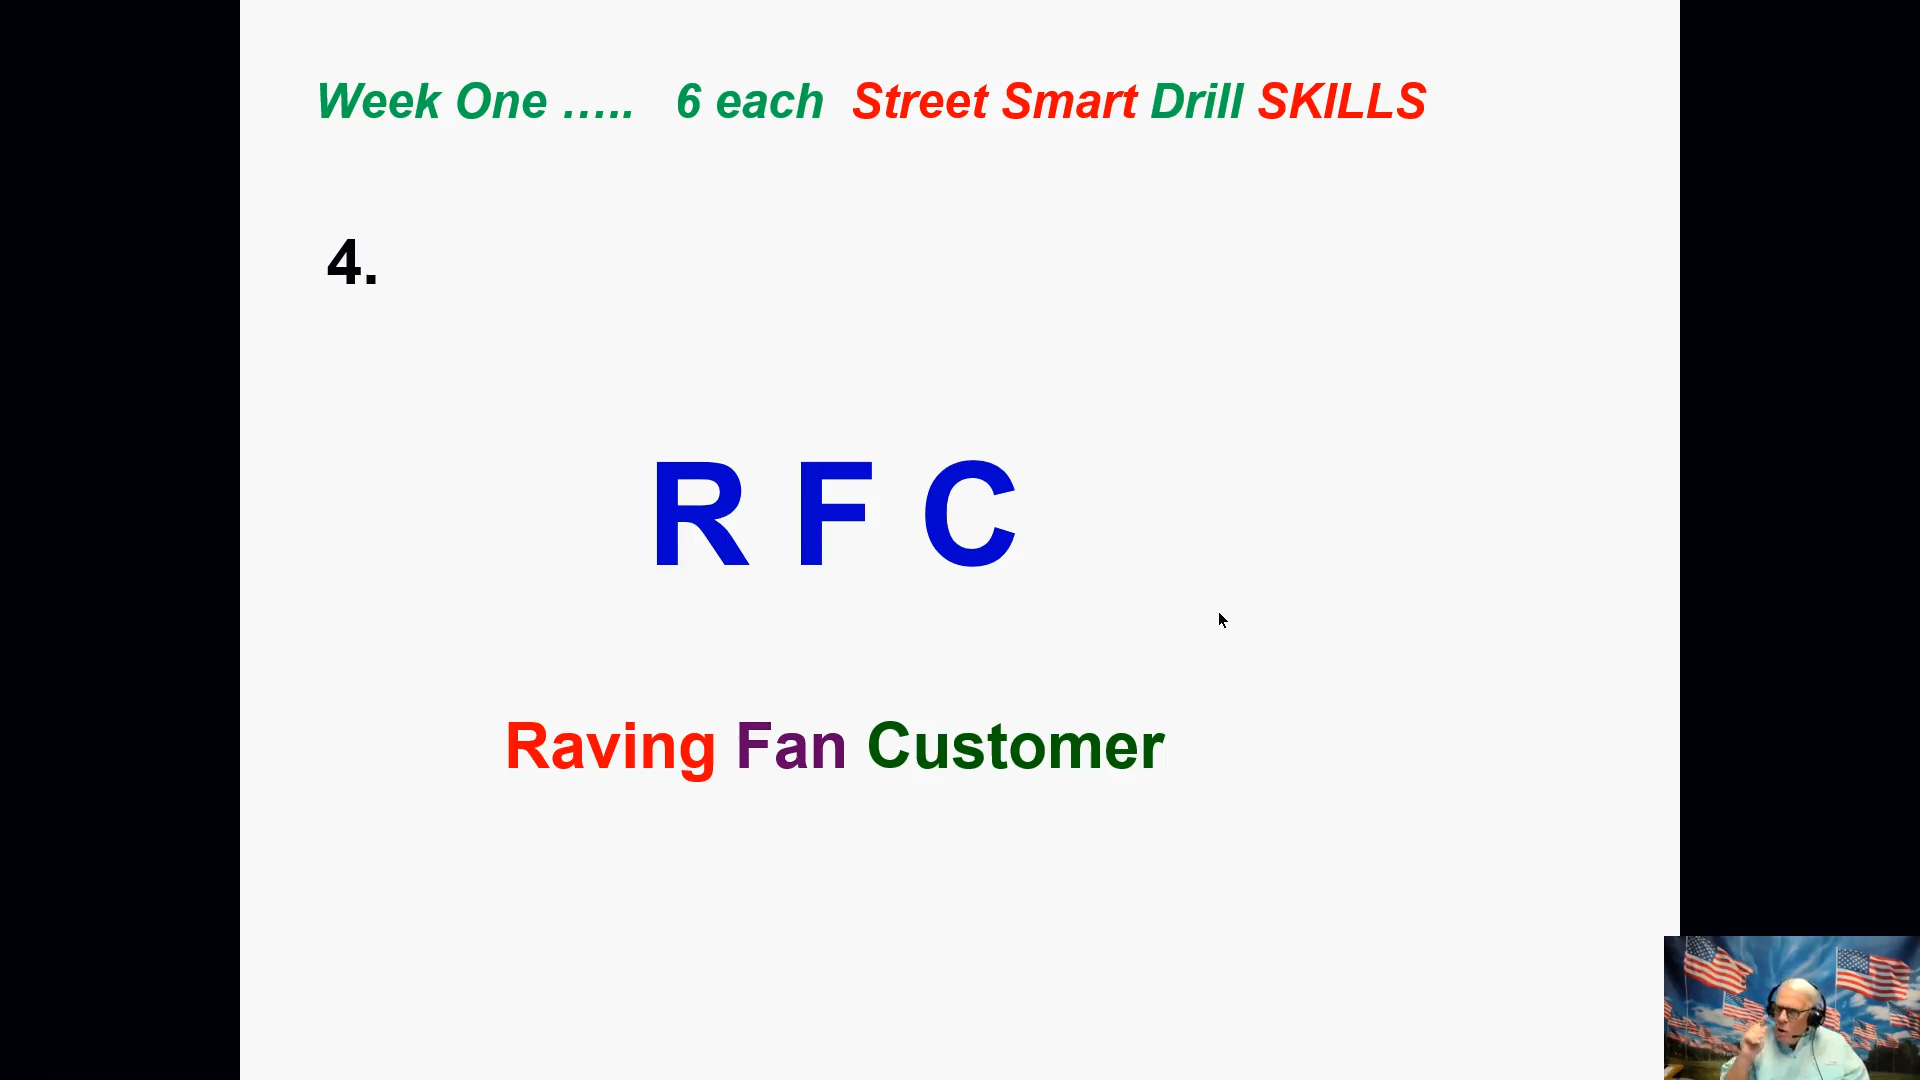 Week One ..... 6 each Street Smart Drill SKILLS
4.
R F C
Raving Fan Customer